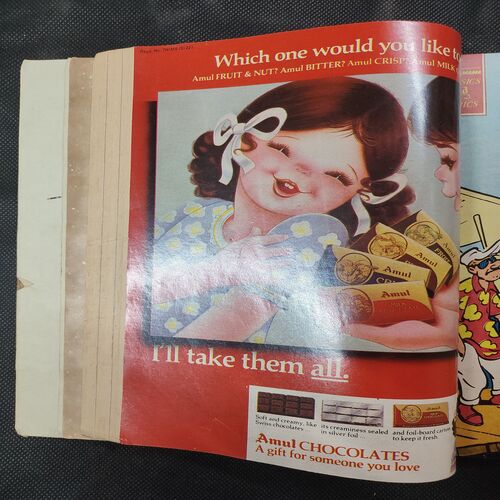 Which one would you like to
Amul FRUIT & NUT? Amul BITTER? Amul CRISP? Amul MILK
Amul
Amul
Amul
I'll take them all.
Soft and creamy, like
Swiss chocolates
its creaminess sealed
in silver foil
and foil-board carton
to keep it fresh.
Amul CHOCOLATES
A gift for someone you love